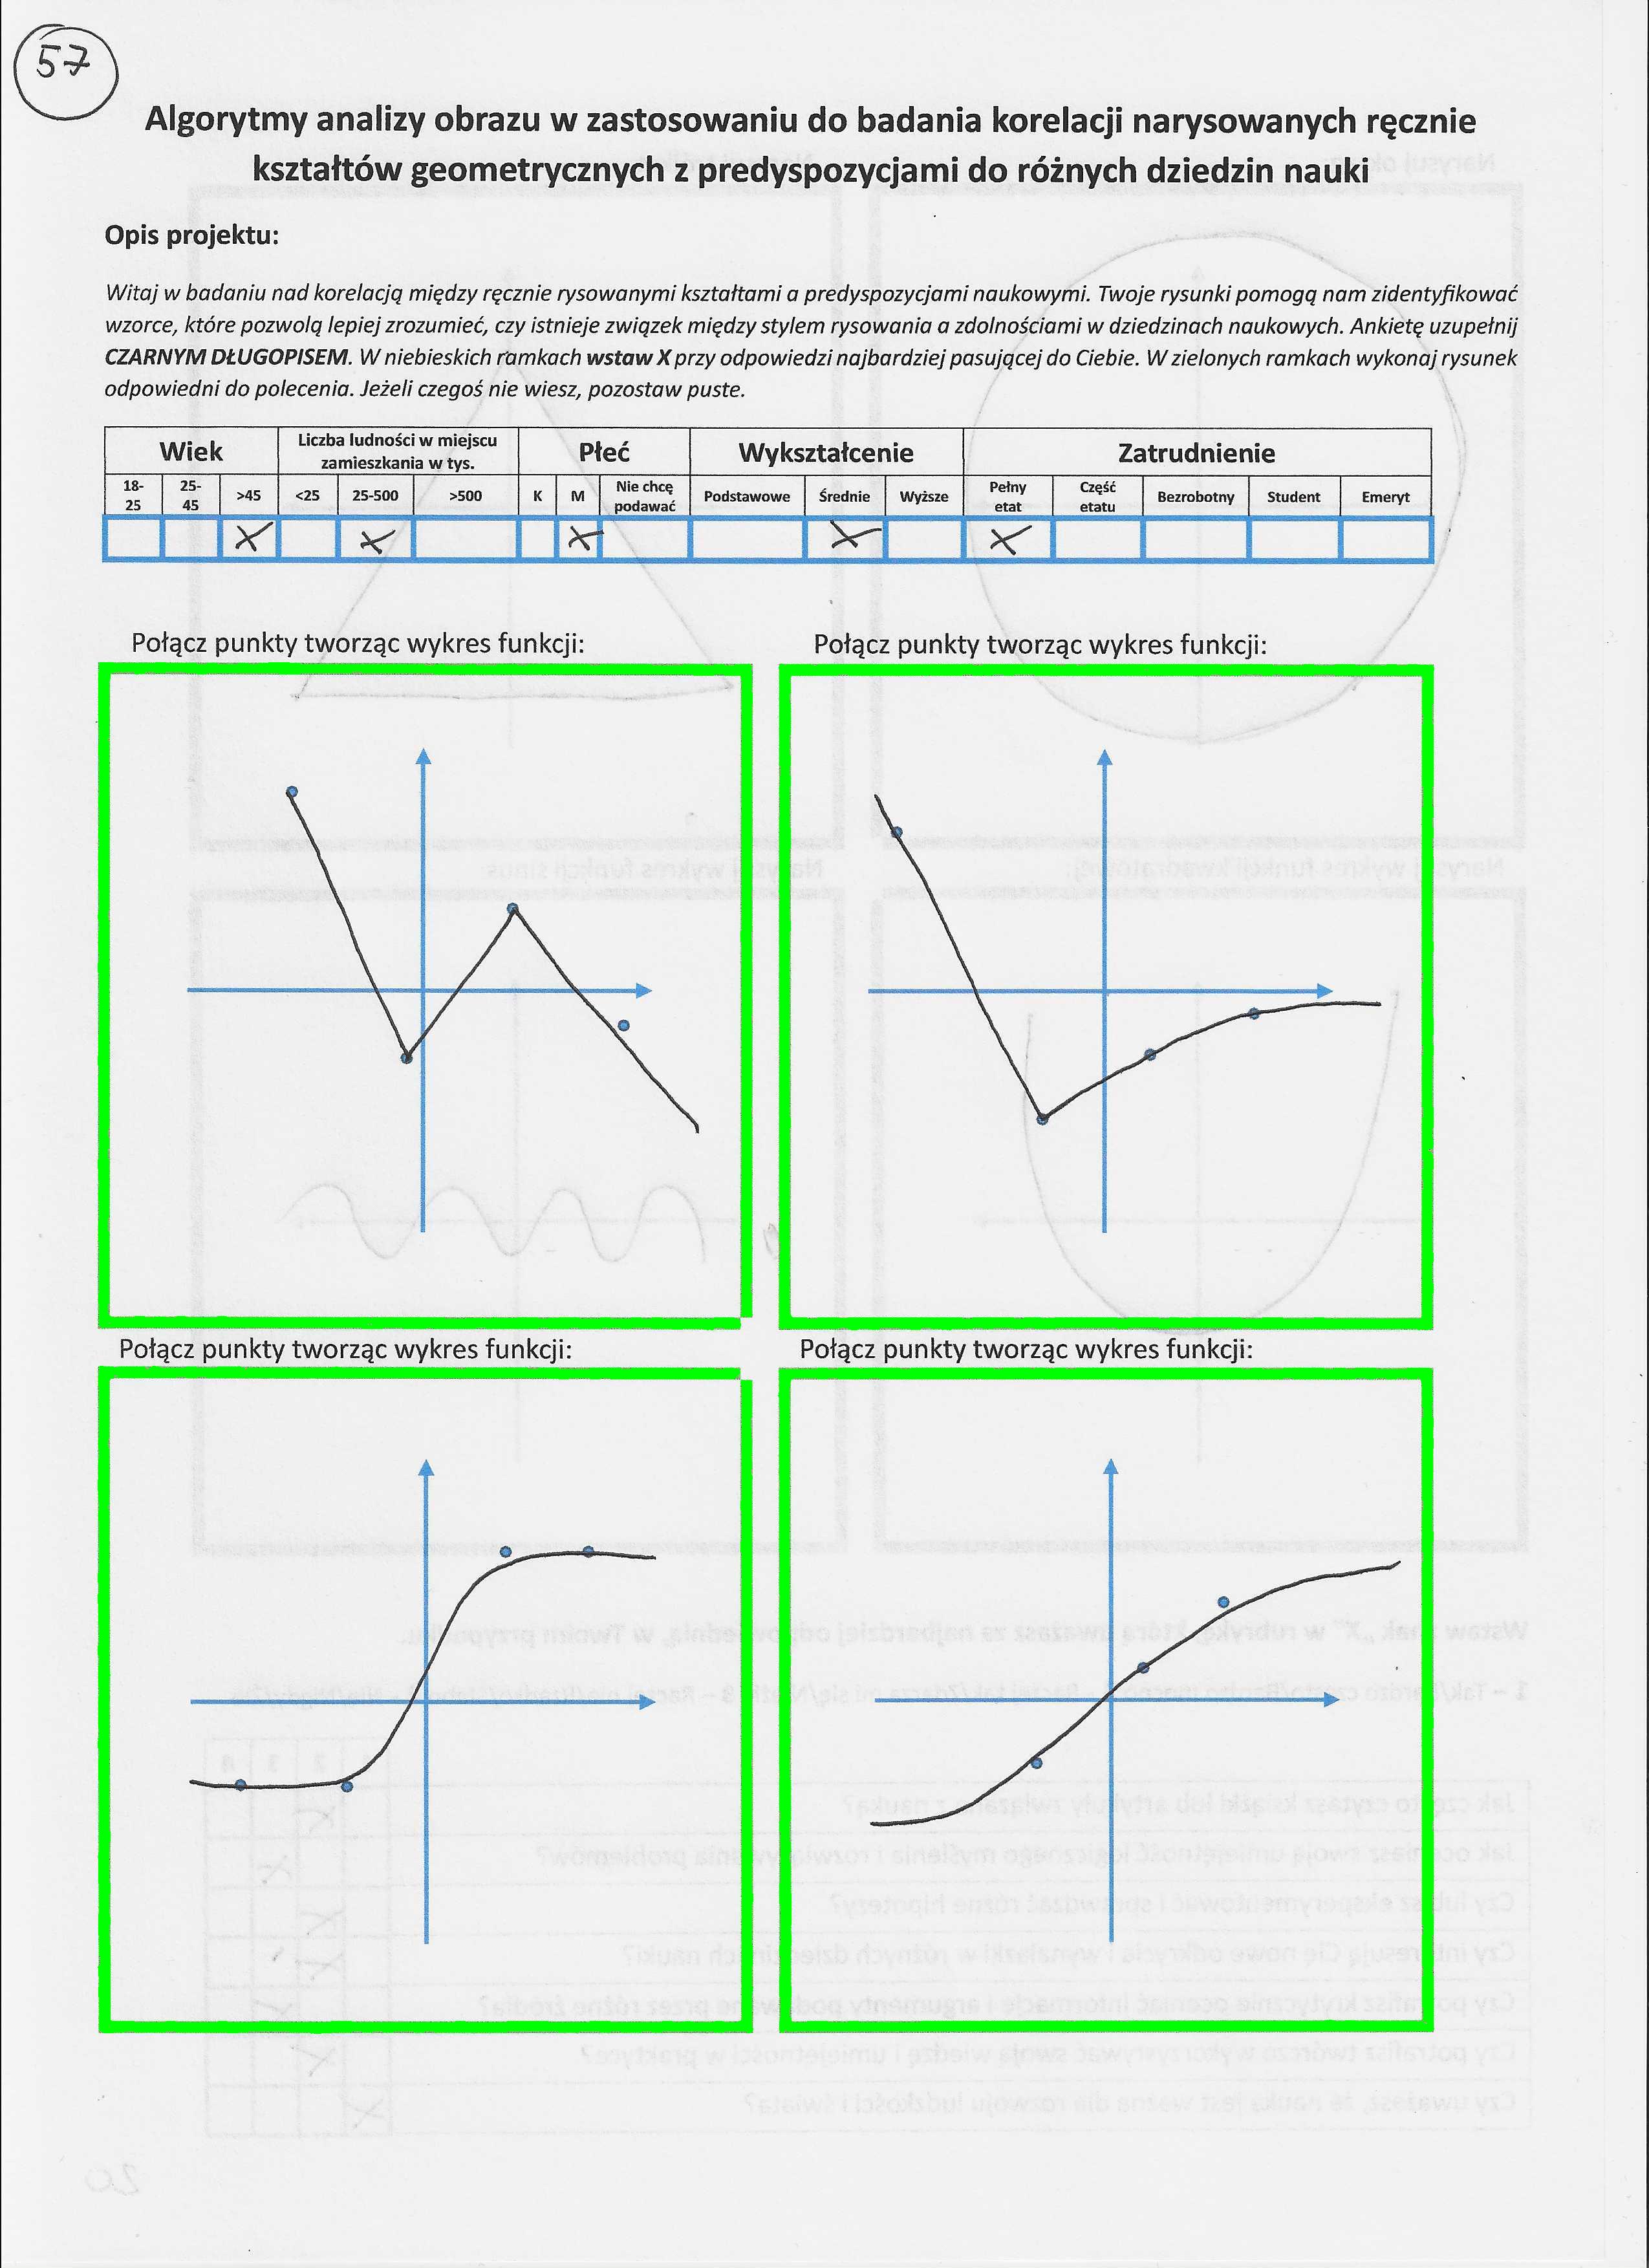 57
Algorytmy analizy obrazu w zastosowaniu do badania korelacji narysowanych ręcznie
kształtów geometrycznych z predyspozycjami do różnych dziedzin nauki
Opis projektu:
Witaj w badaniu nad korelacją między ręcznie rysowanymi kształtami a predyspozycjami naukowymi. Twoje rysunki pomogą nam zidentyfikować
wzorce, które pozwolą lepiej zrozumieć, czy istnieje związek między stylem rysowania a zdolnościami w dziedzinach naukowych. Ankietę uzupełnij
CZARNYM DŁUGOPISEM. W niebieskich ramkach wstaw X przy odpowiedzi najbardziej pasującej do Ciebie. W zielonych ramkach wykonaj rysunek
odpowiedni do polecenia. Jeżeli czegoś nie wiesz, pozostaw puste.
Wiek Liczba ludności w miejscu zamieszkania w tys. Płeć Wykształcenie Zatrudnienie
18-25 25-45 >45 <25 25-500 >500 K M Nie chcę podawać Podstawowe Średnie Wyższe Pełny etat Część etatu Bezrobotny Student Emeryt
X X X X X
Połącz punkty tworząc wykres funkcji: Połącz punkty tworząc wykres funkcji:
Połącz punkty tworząc wykres funkcji: Połącz punkty tworząc wykres funkcji: